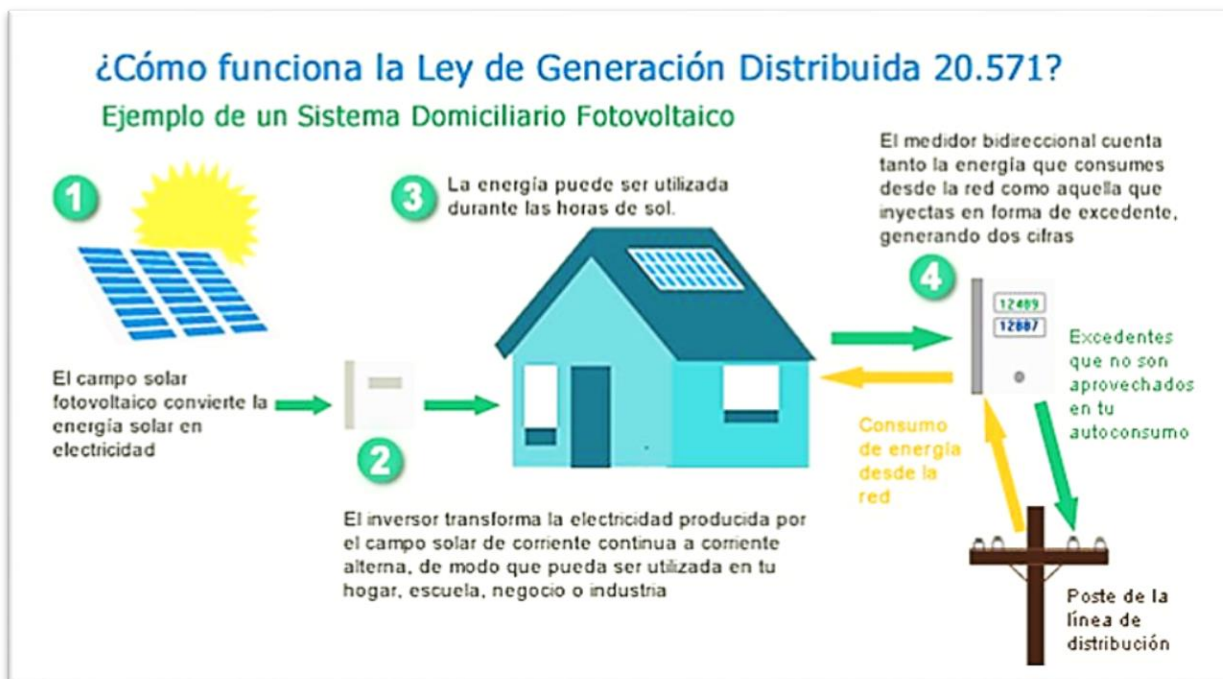 ¿Cómo funciona la Ley de Generación Distribuida 20.571?
Ejemplo de un Sistema Domiciliario Fotovoltaico
1
El campo solar
fotovoltaico convierte la
energía solar en
electricidad
2
El inversor transforma la electricidad producida por
el campo solar de corriente continua a corriente
alterna, de modo que pueda ser utilizada en tu
hogar, escuela, negocio o industria
3
La energía puede ser utilizada
durante las horas de sol.
El medidor bidireccional cuenta
tanto la energía que consumes
desde la red como aquella que
inyectas en forma de excedente,
generando dos cifras
4
12489
12887
Excedentes
que no son
aprovechados
en tu
autoconsumo
Consumo
de energía
desde la
red
Poste de la
línea de
distribución